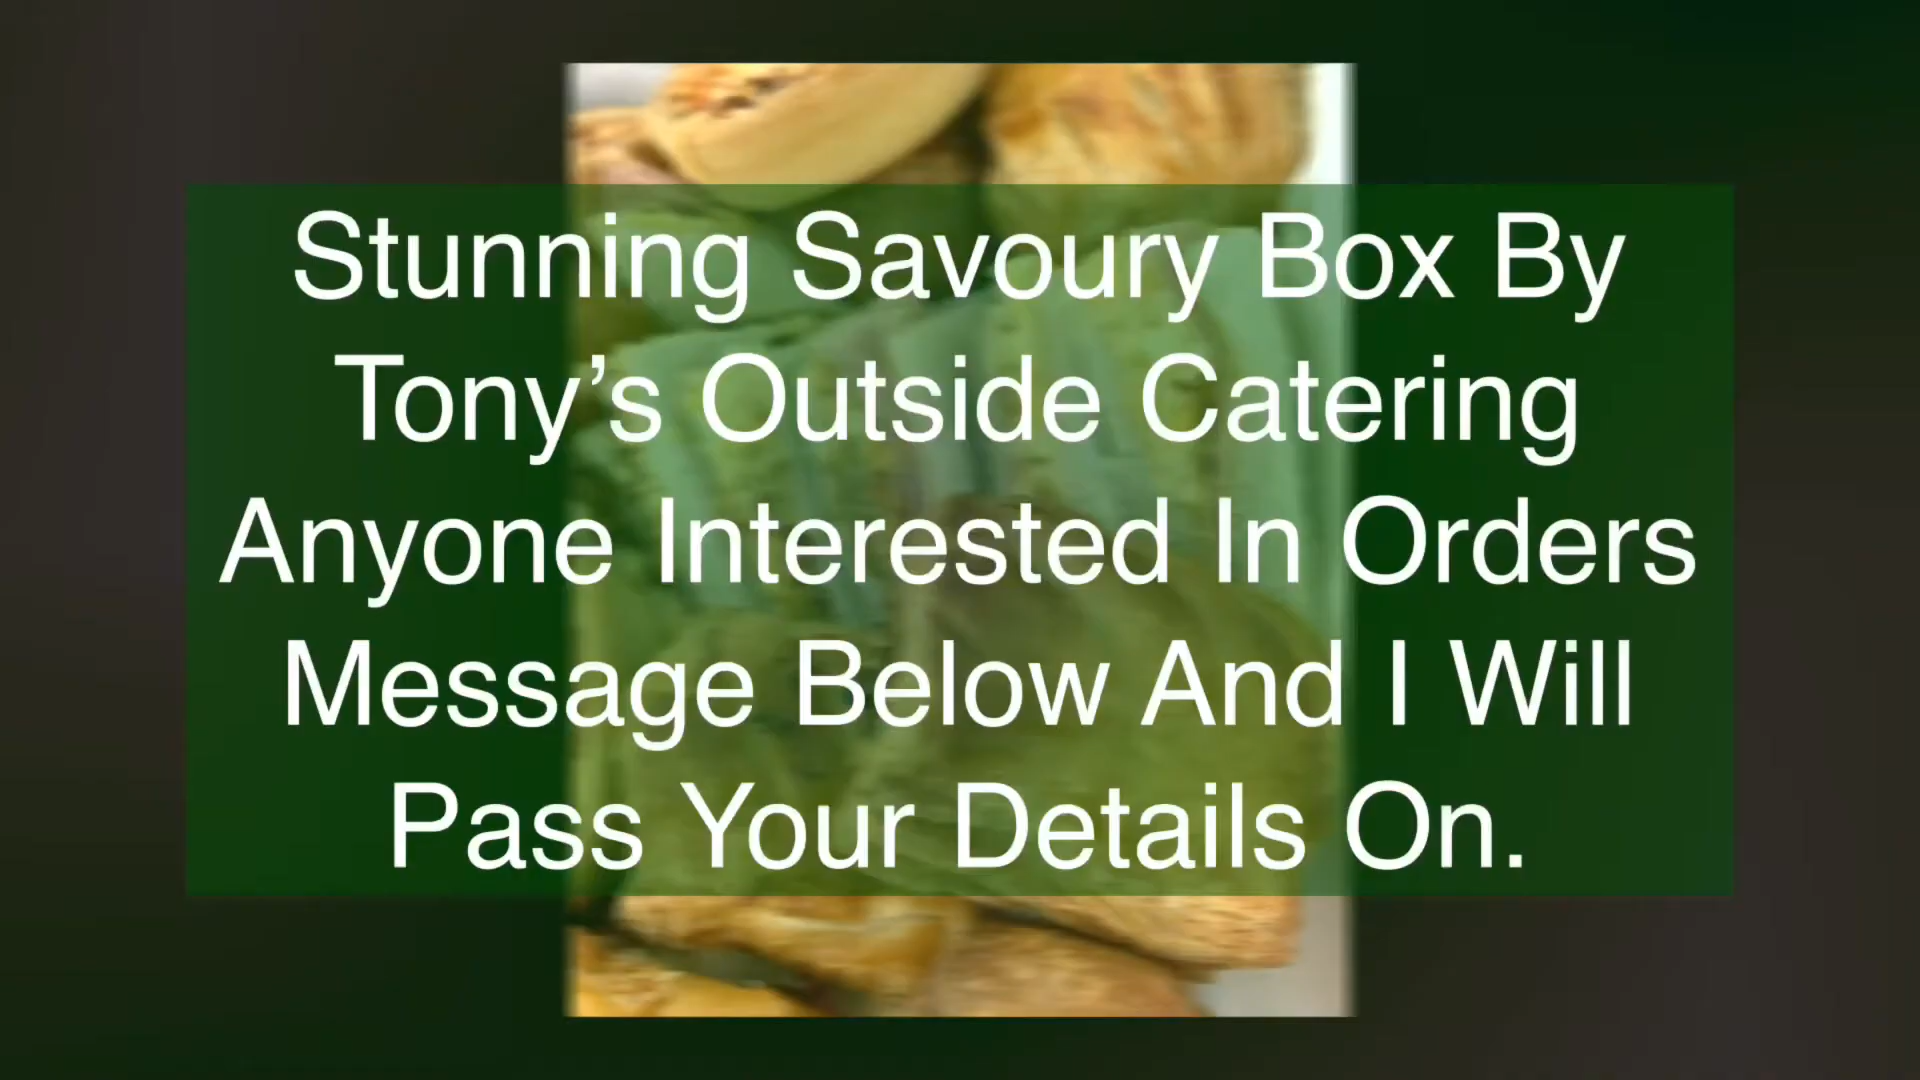 Stunning Savoury Box By
Tony’s Outside Catering
Anyone Interested In Orders
Message Below And I Will
Pass Your Details On.